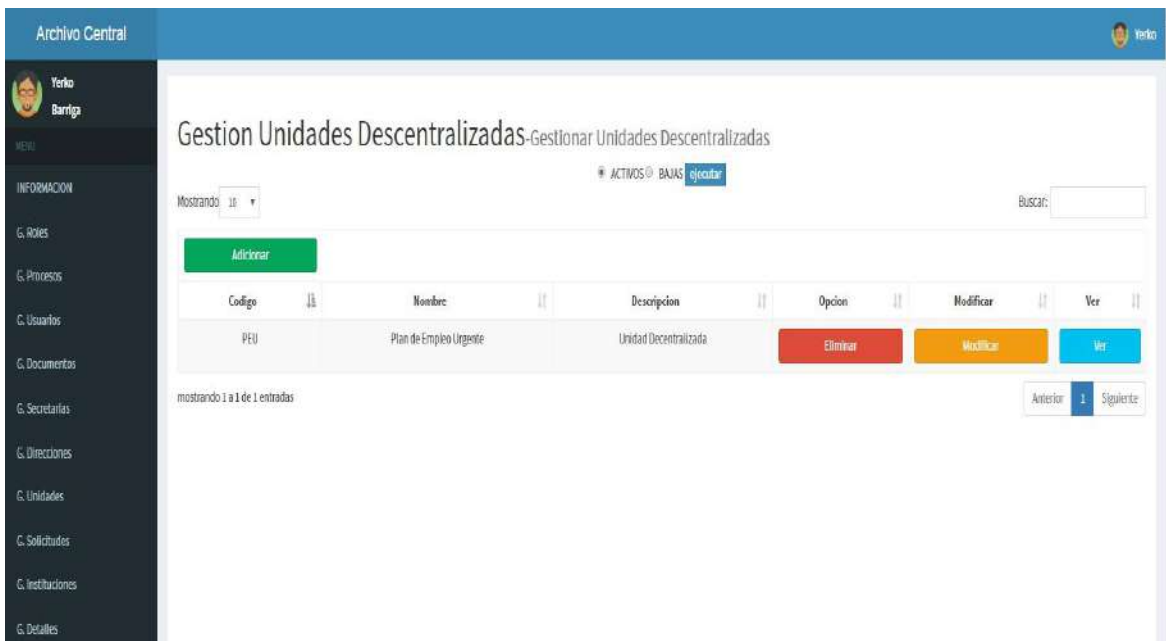 Archivo Central
Yerko
Yerko
Barriga
MENU
INFORMACION
G. Roles
G. Procesos
G. Usuarios
G. Documentos
G. Secretarias
G. Direcciones
G. Unidades
G. Solicitudes
G. Instituciones
G. Detalles
Gestion Unidades Descentralizadas-Gestionar Unidades Descentralizadas
ACTIVOS BAJAS ejecutar
Mostrando 10 Buscar:
Adicionar
Codigo Nombre Descripcion Opcion Modificar Ver
PEU Plan de Empleo Urgente Unidad Decentralizada Eliminar Modificar Ver
mostrando 1 a 1 de 1 entradas Anterior 1 Siguiente